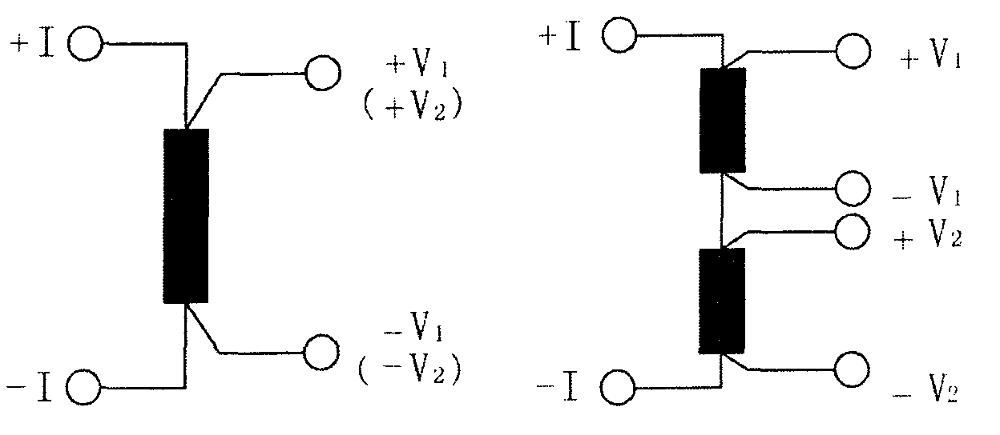 +I
+V1
(+V2)
-V1
(-V2)
-I
+I
+V1
-V1
+V2
-I
-V2